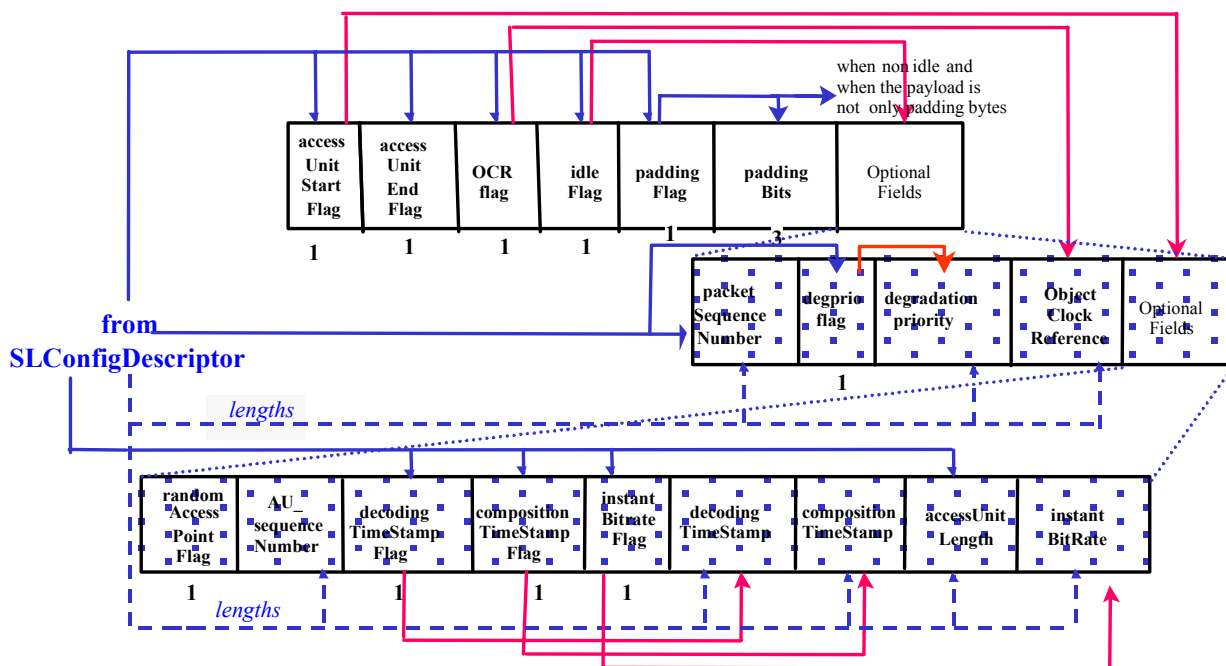 when non idle and
when the payload is
not only padding bytes
access
Unit
Start
Flag
access
Unit
End
Flag
OCR
flag
idle
Flag
padding
Flag
padding
Bits
Optional
Fields
1
1
1
1
1
3
packet
Sequence
Number
degprio
flag
degradation
priority
Object
Clock
Reference
Optional
Fields
1
from
SLConfigDescriptor
lengths
random
Access
Point
Flag
AU_
sequence
Number
decoding
TimeStamp
Flag
composition
TimeStamp
Flag
instant
Bitrate
Flag
decoding
TimeStamp
composition
TimeStamp
accessUnit
Length
instant
BitRate
1
1
1
1
lengths